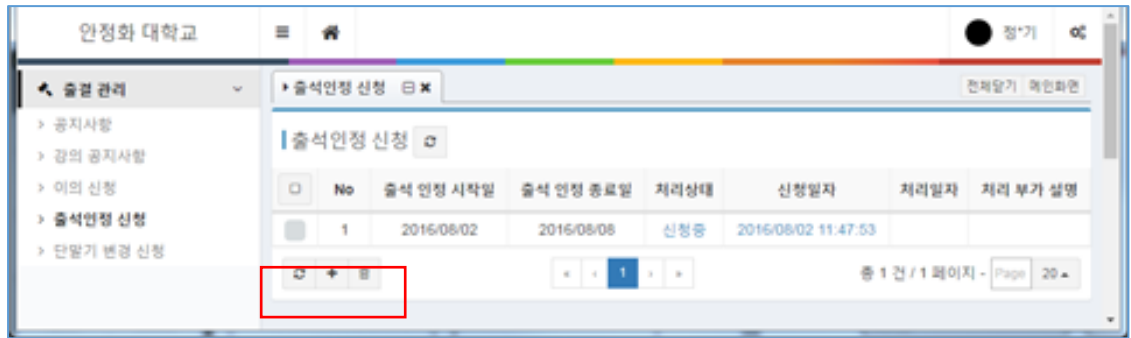 안정화 대학교
정*기
출결 관리
공지사항
강의 공지사항
이의 신청
출석인정 신청
단말기 변경 신청
출석인정 신청
전체닫기 메인화면
출석인정 신청
No 출석 인정 시작일 출석 인정 종료일 처리상태 신청일자 처리일자 처리 부가 설명
1 2016/08/02 2016/08/08 신청중 2016/08/02 11:47:53
« ‹ 1 › »
총 1 건 / 1 페이지 - Page 20